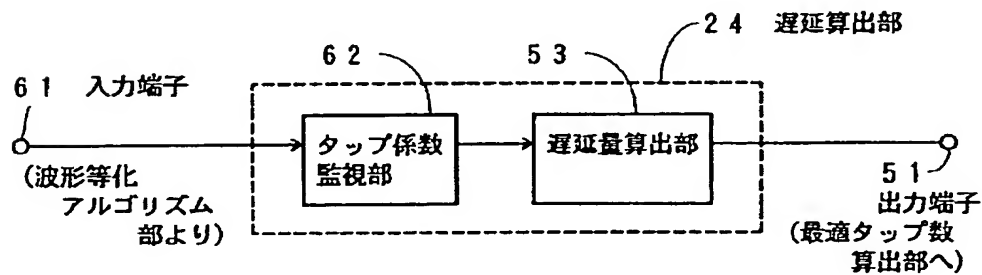 24 遅延算出部
62
53
61 入力端子
タップ係数
監視部
遅延量算出部
(波形等化
アルゴリズム
部より)
51
出力端子
(最適タップ数
算出部へ)